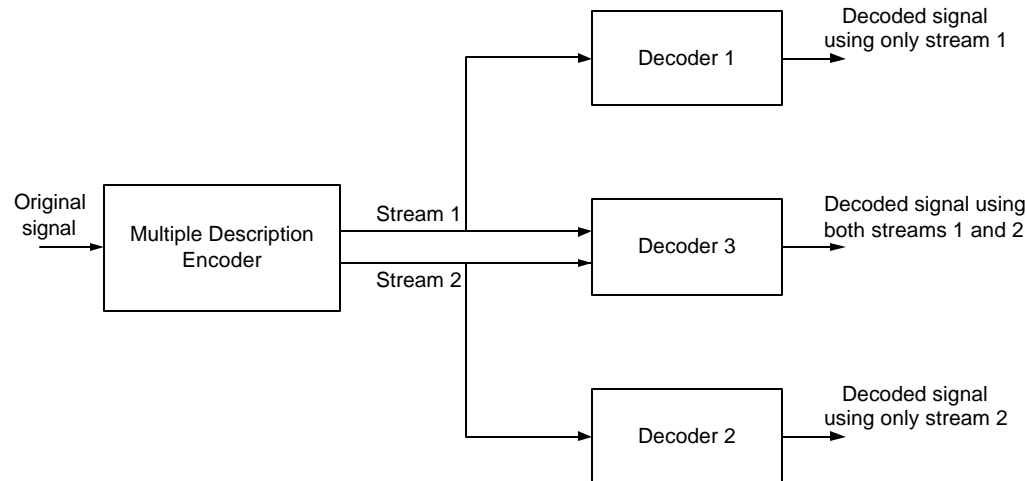 Decoded signal
using only stream 1
Decoder 1
Original
signal
Multiple Description
Encoder
Stream 1
Stream 2
Decoder 3
Decoded signal using
both streams 1 and 2
Decoder 2
Decoded signal
using only stream 2